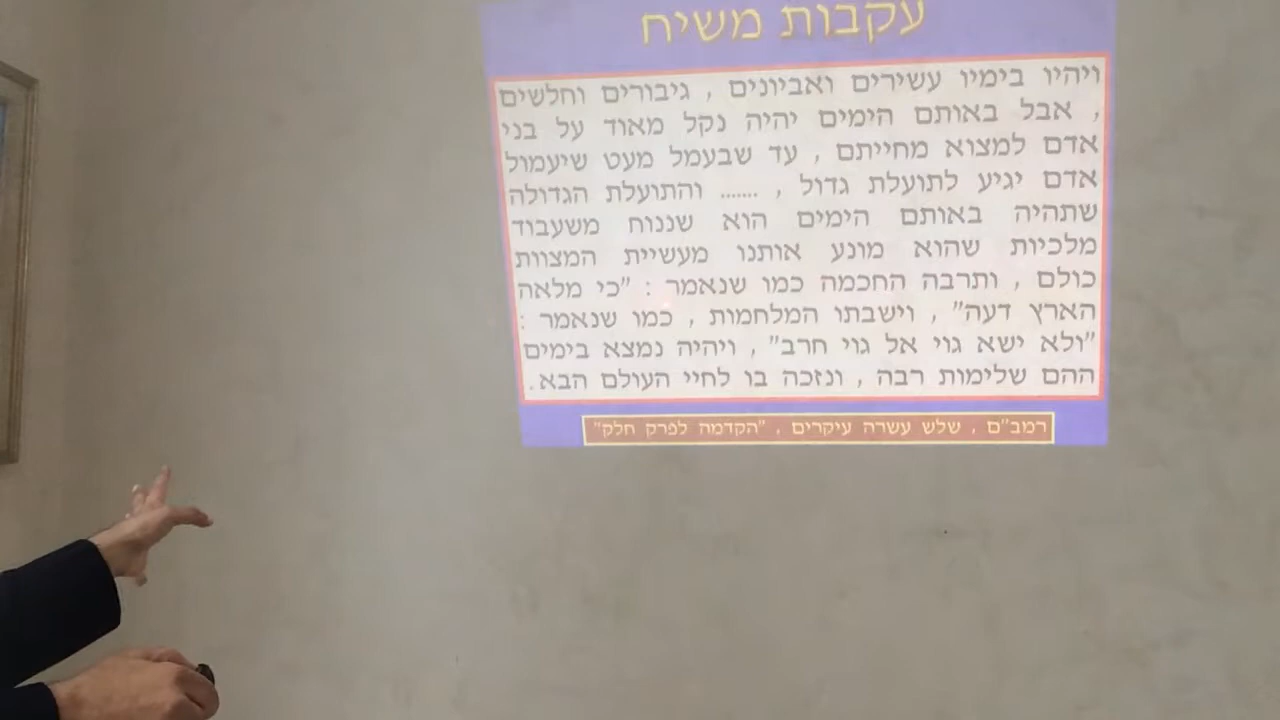 עקבות משיח
ויהיו בימיו עשירים ואביונים , גיבורים וחלשים
, אבל באותם הימים יהיה נקל מאוד על בני
אדם למצוא מחייתם , עד שבעמל מעט שיעמול
אדם יגיע לתועלת גדול , ....... והתועלת הגדולה
שתהיה באותם הימים הוא שננוח משעבוד
מלכיות שהוא מונע אותנו מעשיית המצוות
כולם , ותרבה החכמה כמו שנאמר : "כי מלאה
הארץ דעה" , וישבתו המלחמות , כמו שנאמר :
"ולא ישא גוי אל גוי חרב" , ויהיה נמצא בימים
ההם שלימות רבה , ונזכה בו לחיי העולם הבא.
רמב"ם , שלש עשרה עיקרים , "הקדמה לפרק חלק"